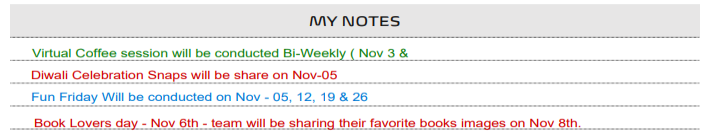 MY NOTES
Virtual Coffee session will be conducted Bi-Weekly ( Nov 3 &
Diwali Celebration Snaps will be share on Nov-05
Fun Friday Will be conducted on Nov - 05, 12, 19 & 26
Book Lovers day - Nov 6th - team will be sharing their favorite books images on Nov 8th.